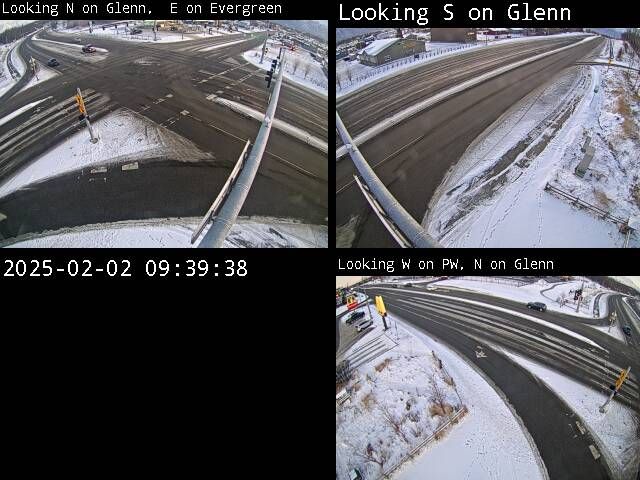 Looking N on Glenn,  E on Evergreen
Looking S on Glenn
2025-02-02 09:39:38
Looking W on PW, N on Glenn